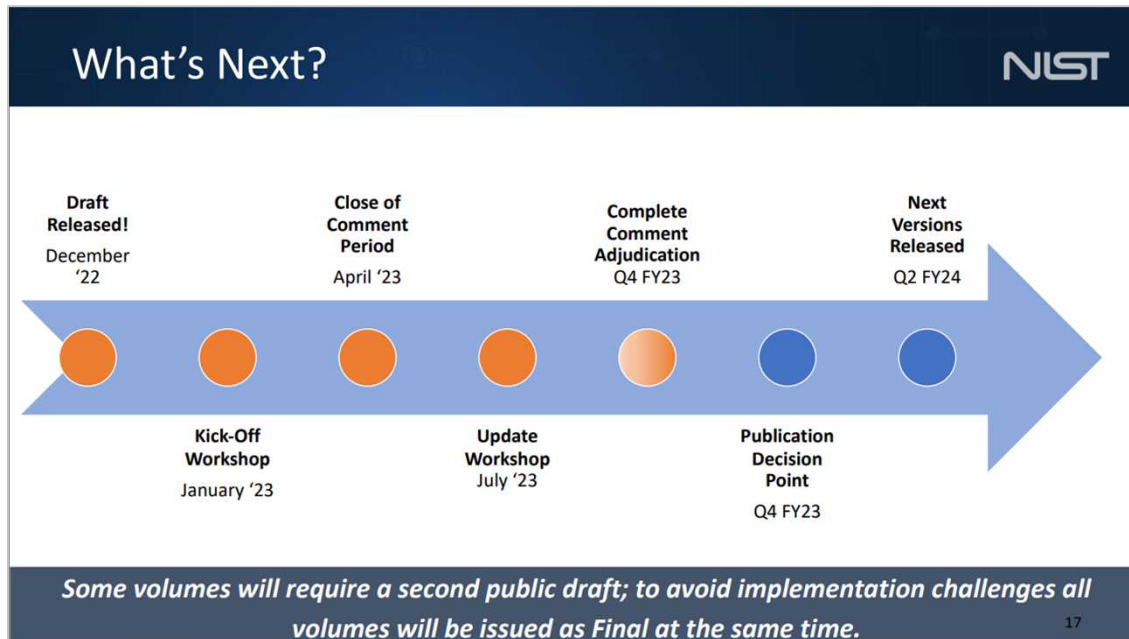 What's Next?
NIST
Draft
Released!
December
‘22
Close of
Comment
Period
April ‘23
Complete
Comment
Adjudication
Q4 FY23
Next
Versions
Released
Q2 FY24
Kick-Off
Workshop
January ‘23
Update
Workshop
July ‘23
Publication
Decision
Point
Q4 FY23
Some volumes will require a second public draft; to avoid implementation challenges all
volumes will be issued as Final at the same time.
17